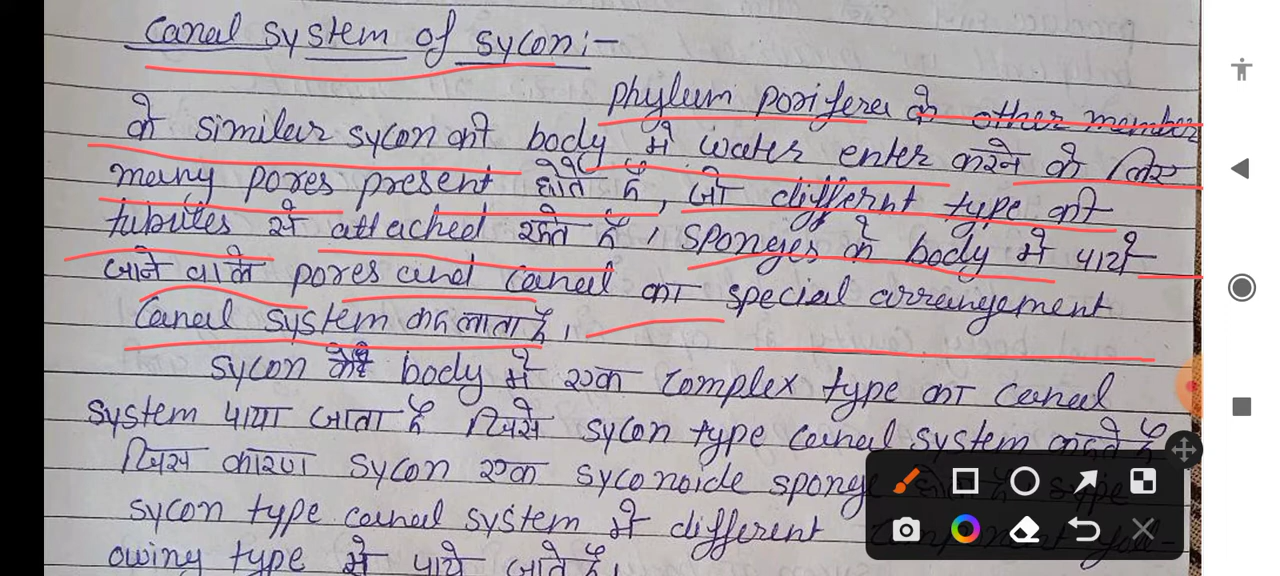 Canal system of sycon:-
phylum porifera के other member
के similar sycon की body में water enter करने के लिए
many pores present होते हैं, जो different type की
tubules से attached रहते हैं। sponges के body में पाये
जाने वाले pores and canal का special arrangement
Canal system कहलाता है।
sycon body में एक complex type का canal
system पाया जाता है जिसे sycon type canal system कहते हैं
जिस कारण sycon एक syconoide sponge
sycon type canal system में different
owing type से पाये जाते हैं।